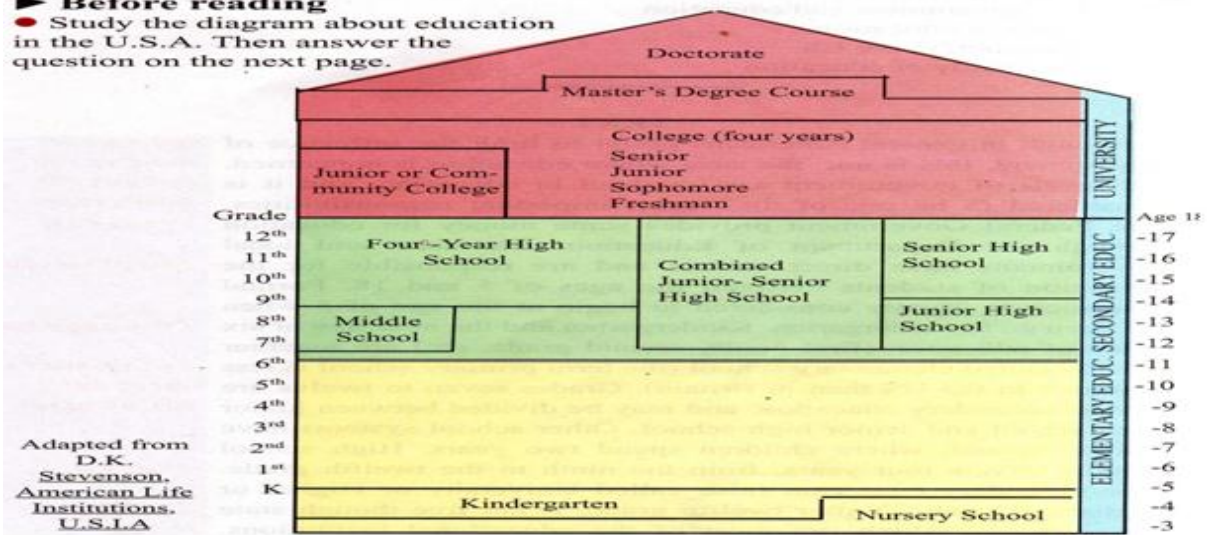 ► Before reading
● Study the diagram about education
in the U.S.A. Then answer the
question on the next page.
Doctorate
Master's Degree Course
College (four years)
Senior
Junior
Sophomore
Freshman
Junior or Com-
munity College
UNIVERSITY
Grade
Age 18
12th
11th
10th
9th
8th
7th
6th
5th
4th
3rd
2nd
1st
K
Four-Year High
School
Middle
School
Combined
Junior- Senior
High School
Senior High
School
Junior High
School
ELEMENTARY EDUC. SECONDARY EDUC
-17
-16
-15
-14
-13
-12
-11
-10
-9
-8
-7
-6
-5
-4
-3
Kindergarten
Nursery School
Adapted from
D.K.
Stevenson,
American Life
Institutions,
U.S.I.A